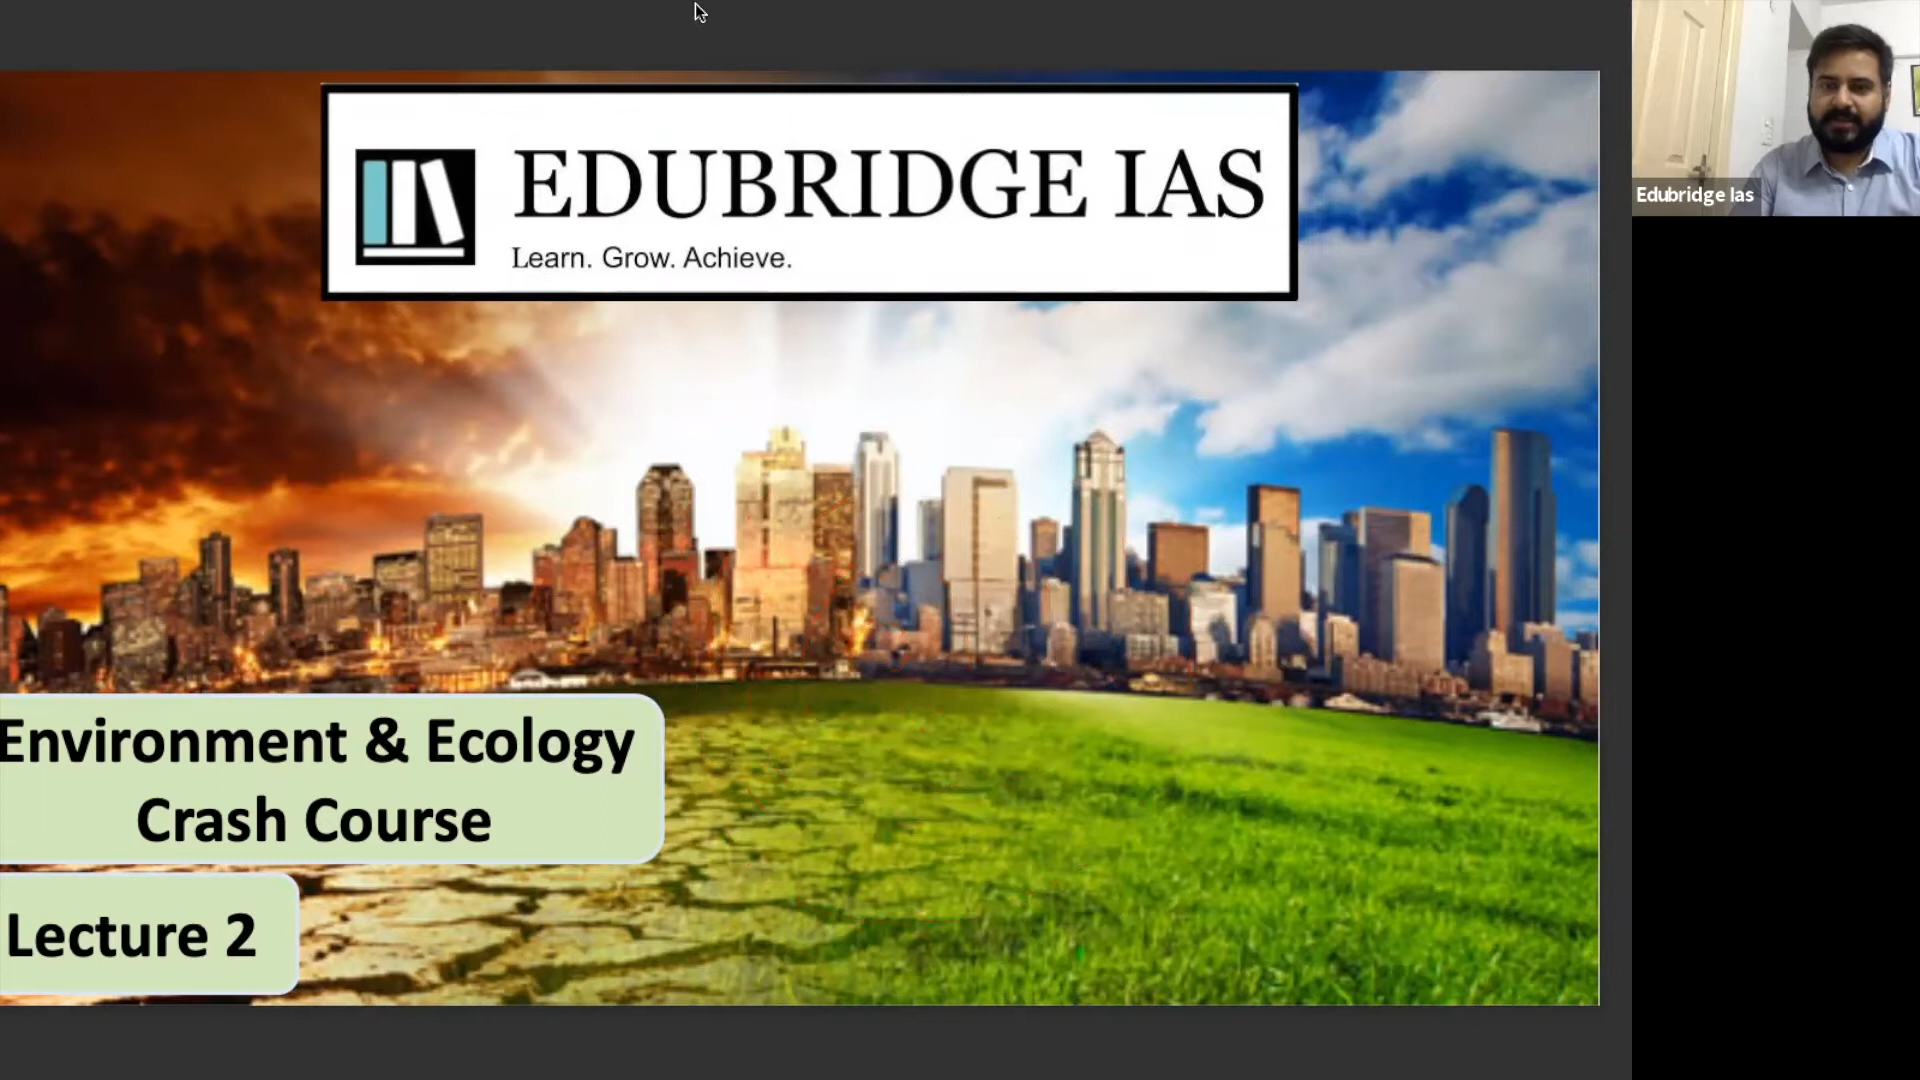 EDUBRIDGE IAS
Learn. Grow. Achieve.
Edubridge Ias
Environment & Ecology
Crash Course
Lecture 2